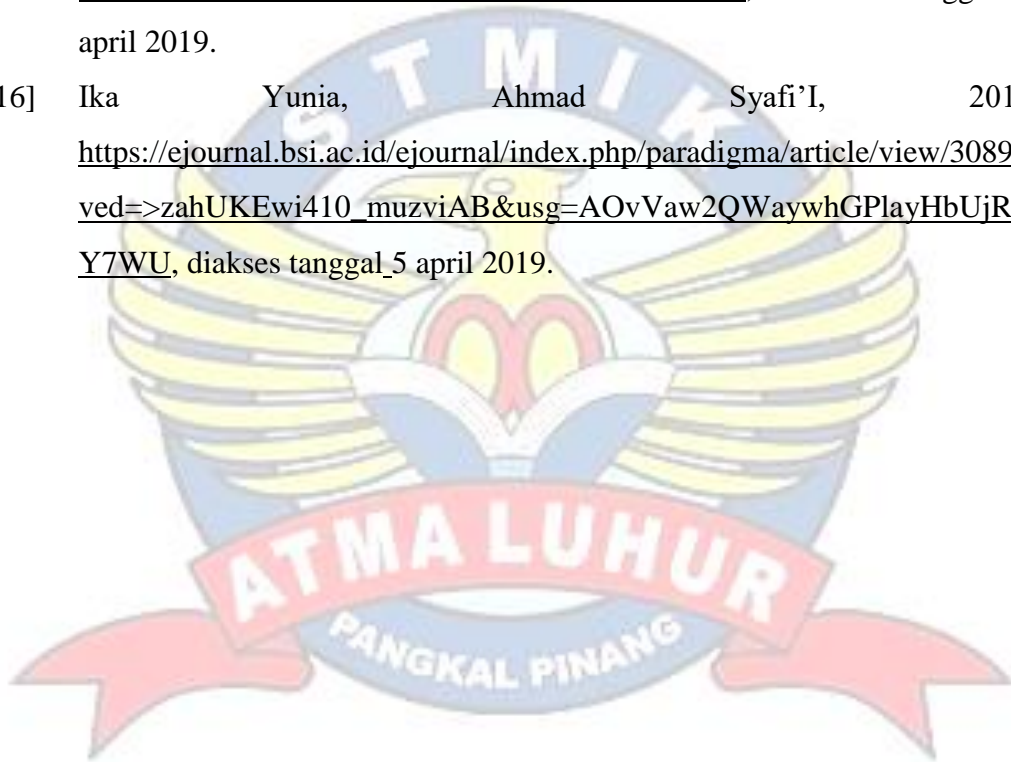 april 2019.
16] Ika Yunia, Ahmad Syafi’I, 201
https://ejournal.bsi.ac.id/ejournal/index.php/paradigma/article/view/3089
ved=>zahUKEwi410_muzviAB&usg=AOvVaw2QWaywhGPlayHbUjR
Y7WU, diakses tanggal 5 april 2019.
STMIK
ATMA LUHUR
PANGKAL PINANG